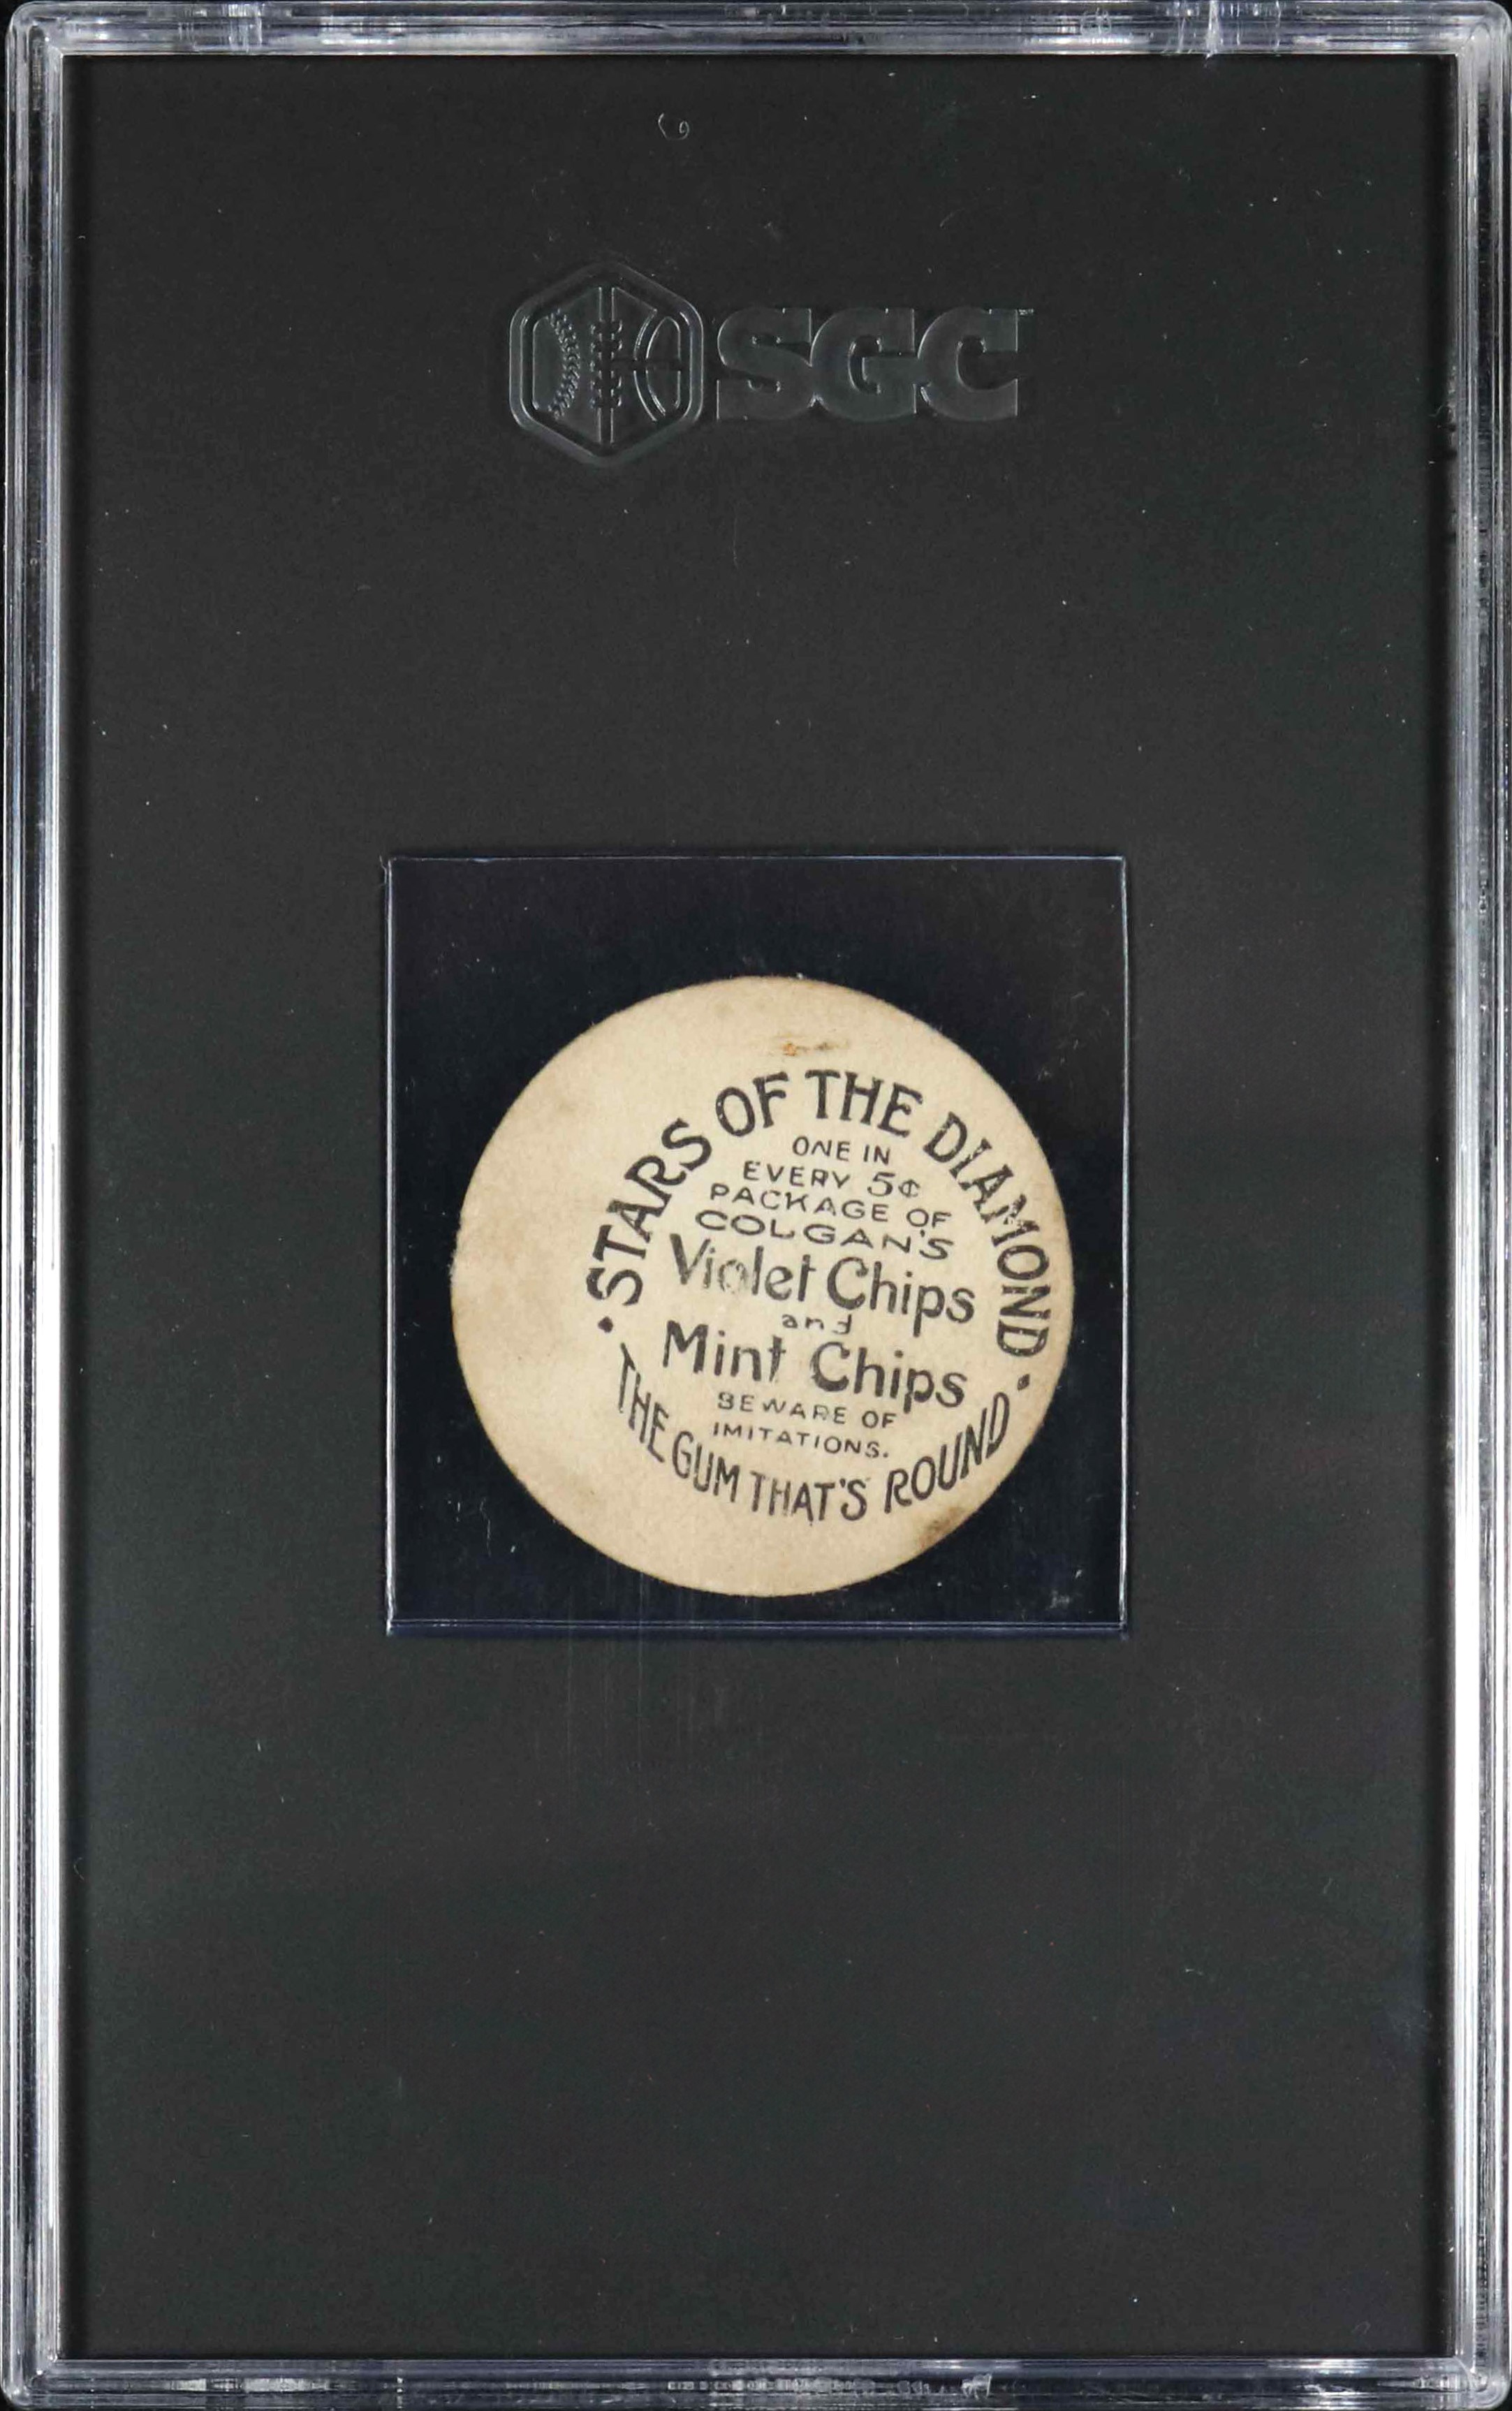 SGC
STARS OF THE DIAMOND
ONE IN
EVERY 5¢
PACKAGE OF
COLGAN'S
Violet Chips
and
Mint Chips
BEWARE OF
IMITATIONS.
THE GUM THAT'S ROUND